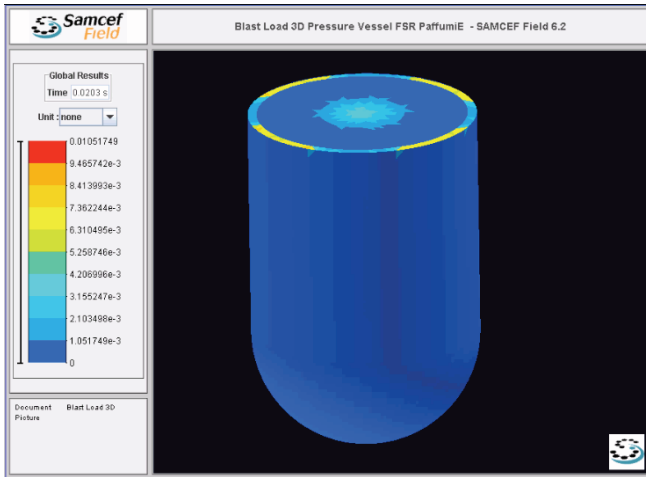 Samcef
Field
Blast Load 3D Pressure Vessel FSR PaffumiE - SAMCEF Field 6.2
Global Results
Time 0.0203 s
Unit : none
0.01051749
9.465742e-3
8.413993e-3
7.362244e-3
6.310495e-3
5.258746e-3
4.206996e-3
3.155247e-3
2.103498e-3
1.051749e-3
0
Document Blast Load 3D
Picture